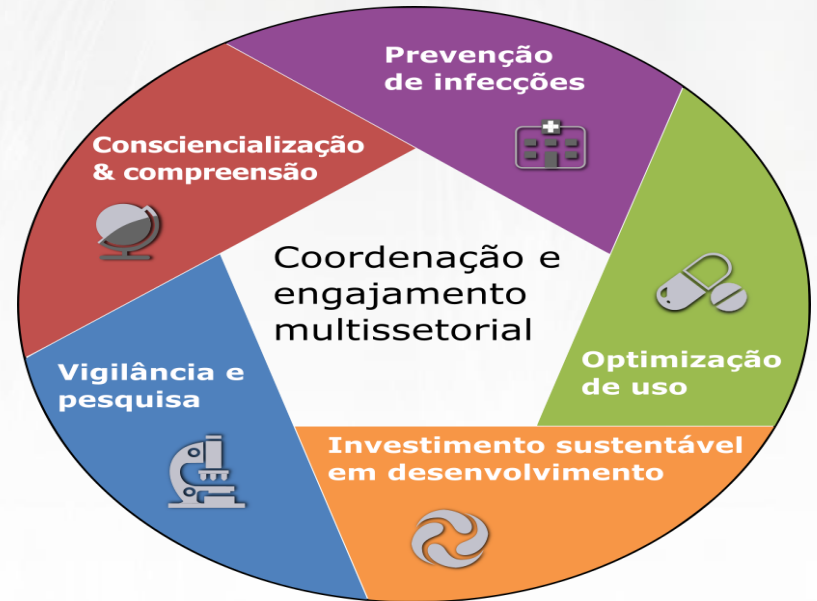 Prevenção
de infecções
Consciencialização
& compreensão
Coordenação e
engajamento
multissetorial
Optimização
de uso
Vigilância e
pesquisa
Investimento sustentável
em desenvolvimento